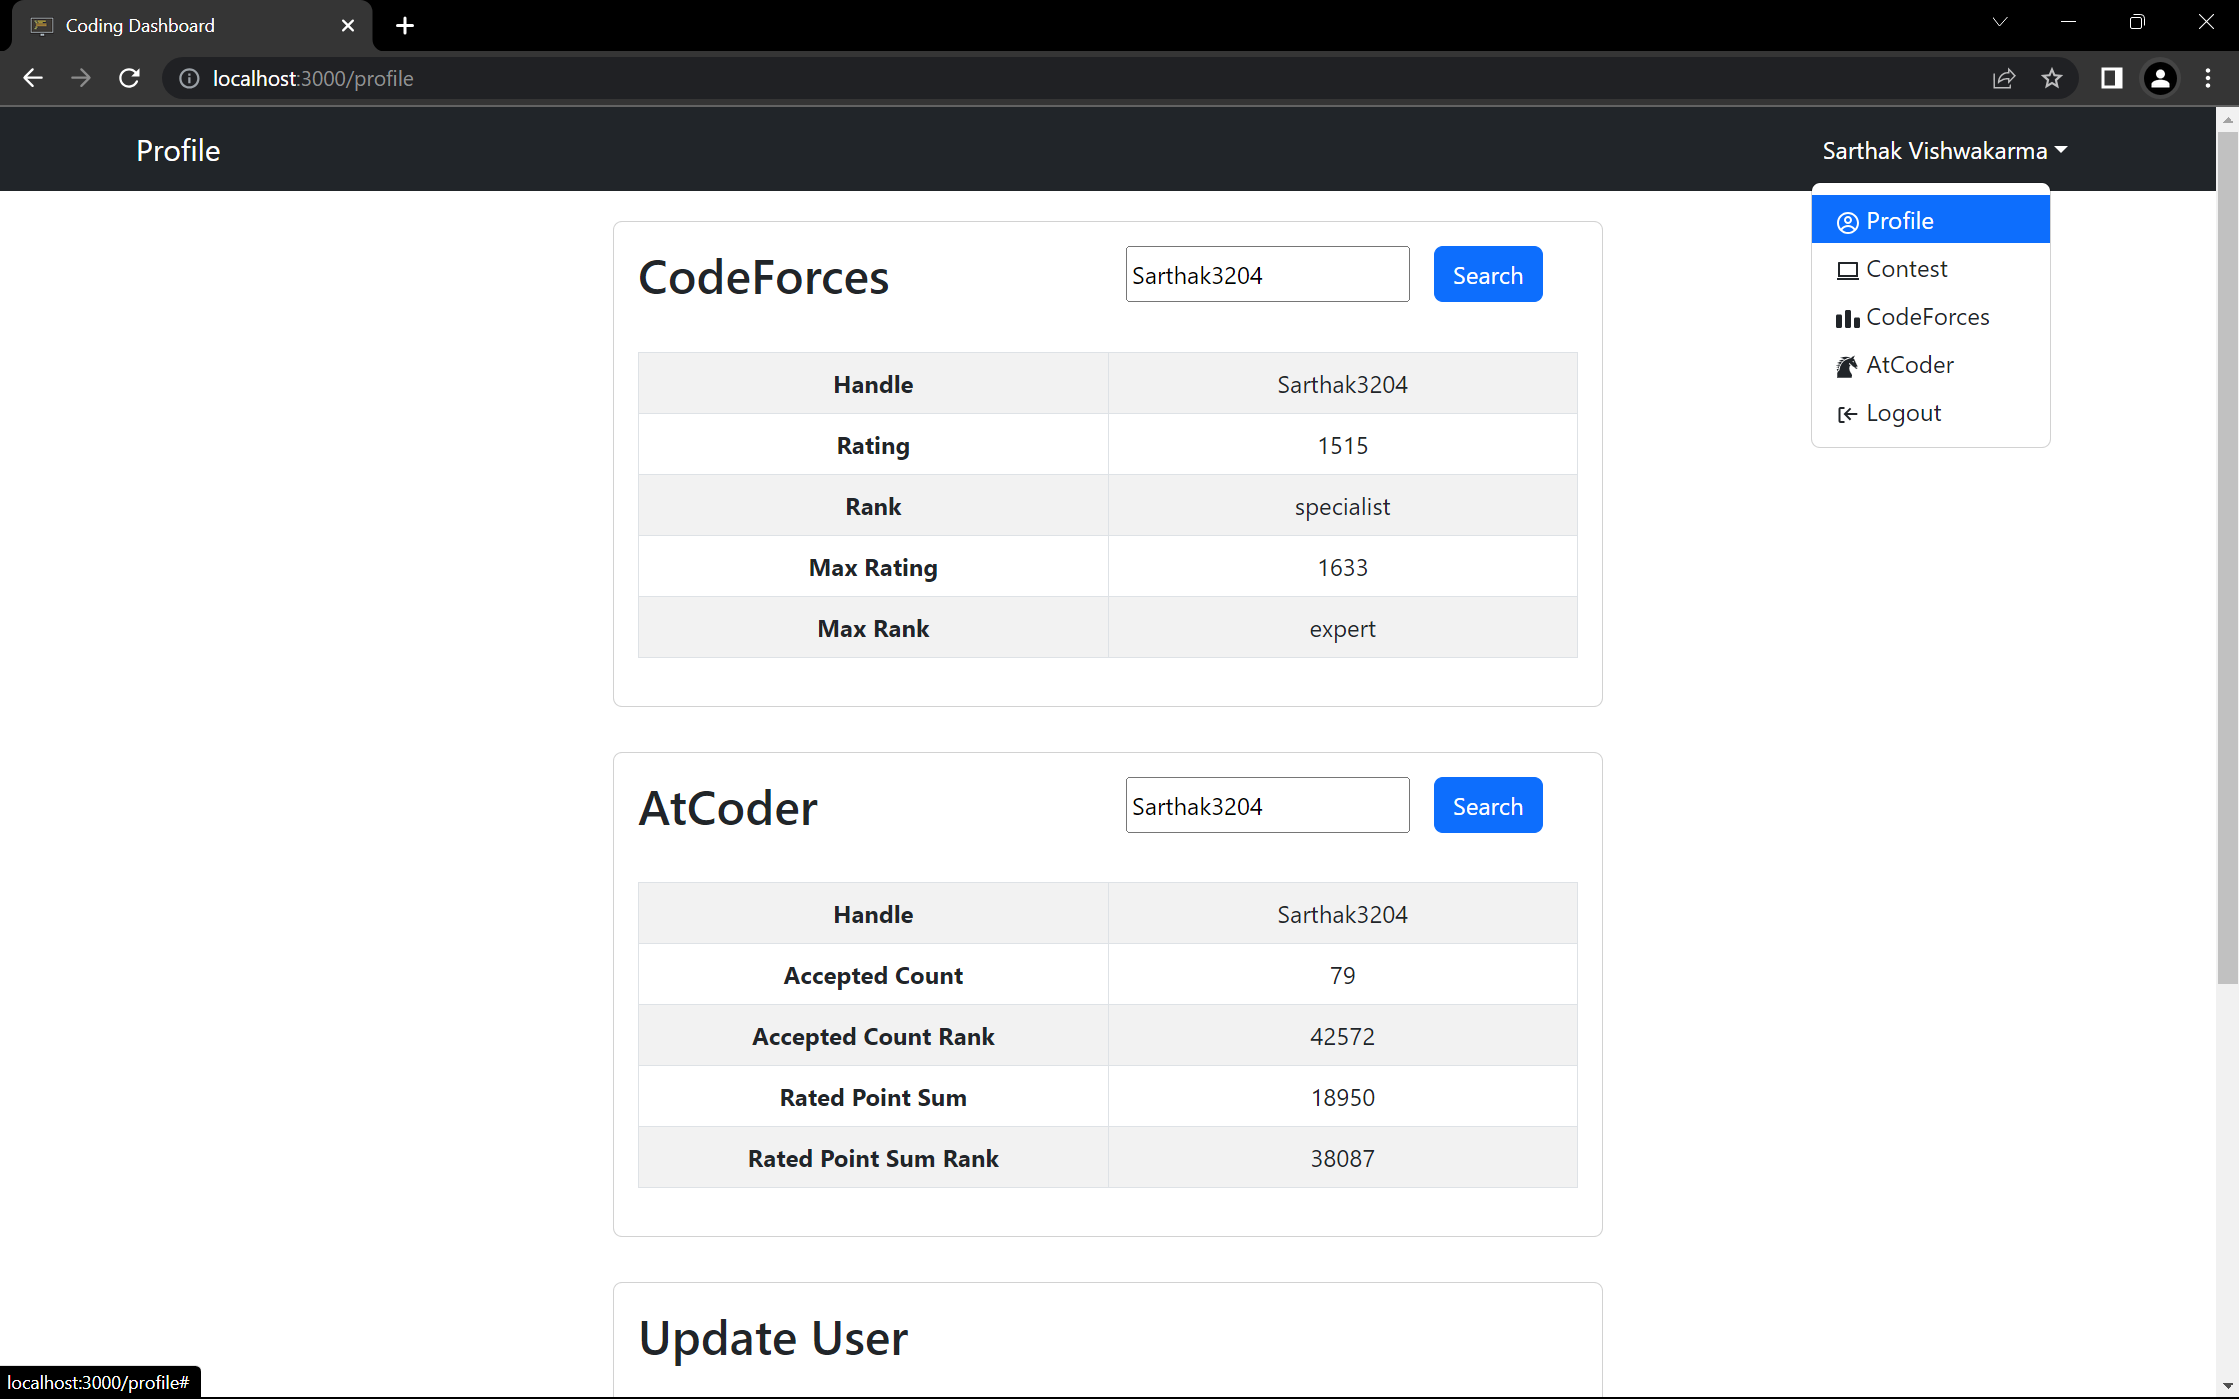 Coding Dashboard
localhost:3000/profile
Profile
Sarthak Vishwakarma
Profile
Contest
CodeForces
AtCoder
Logout
CodeForces
Sarthak3204
Search
Handle Sarthak3204
Rating 1515
Rank specialist
Max Rating 1633
Max Rank expert
AtCoder
Sarthak3204
Search
Handle Sarthak3204
Accepted Count 79
Accepted Count Rank 42572
Rated Point Sum 18950
Rated Point Sum Rank 38087
Update User
localhost:3000/profile#